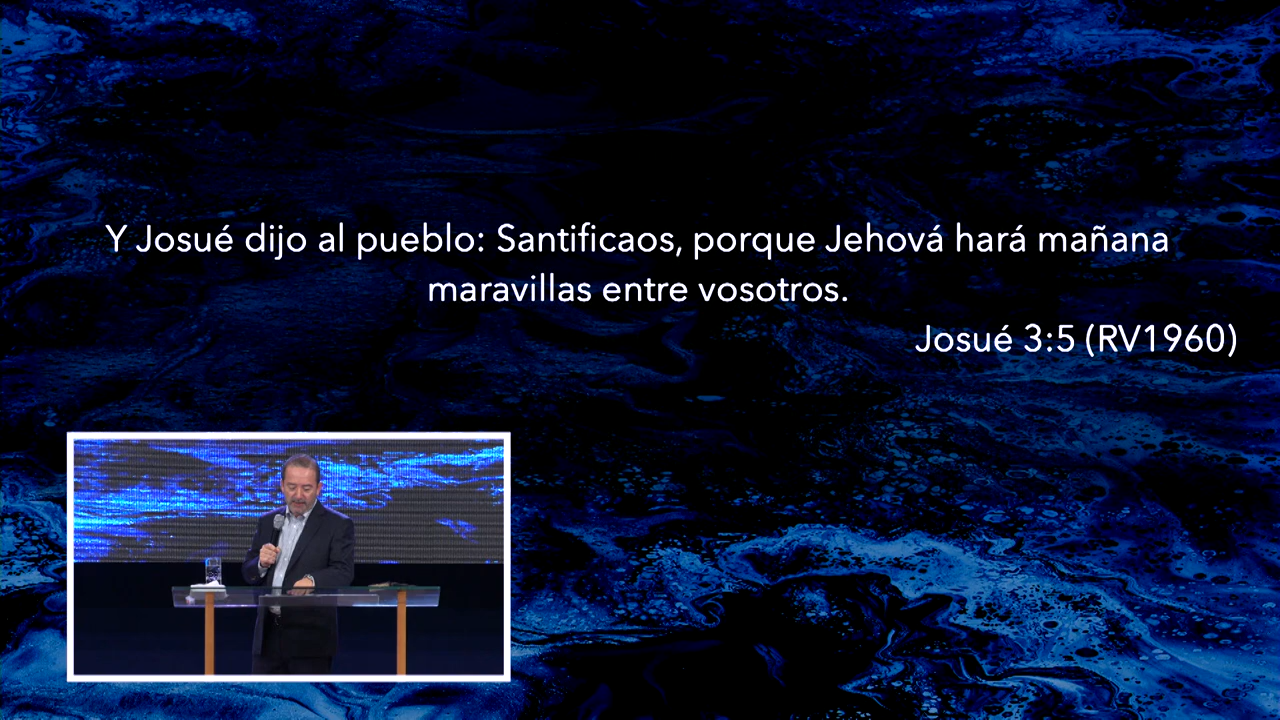 Y Josué dijo al pueblo: Santificaos, porque Jehová hará mañana
maravillas entre vosotros.
Josué 3:5 (RV1960)